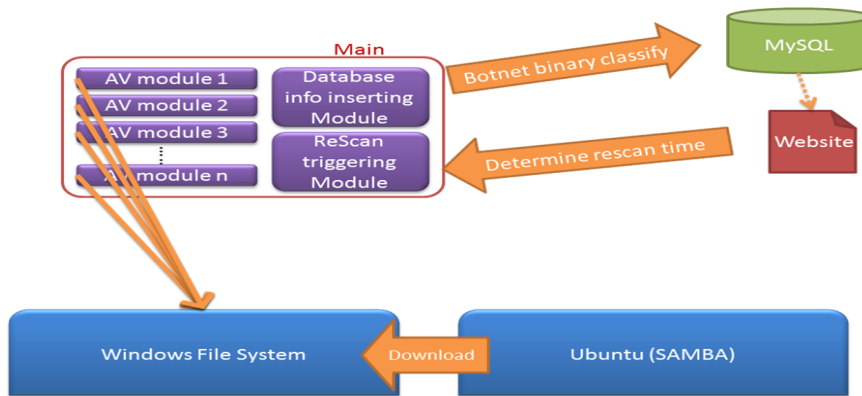 Main
AV module 1
AV module 2
AV module 3
AV module n
Database
info inserting
Module
ReScan
triggering
Module
Botnet binary classify
MySQL
Website
Determine rescan time
Windows File System
Download
Ubuntu (SAMBA)